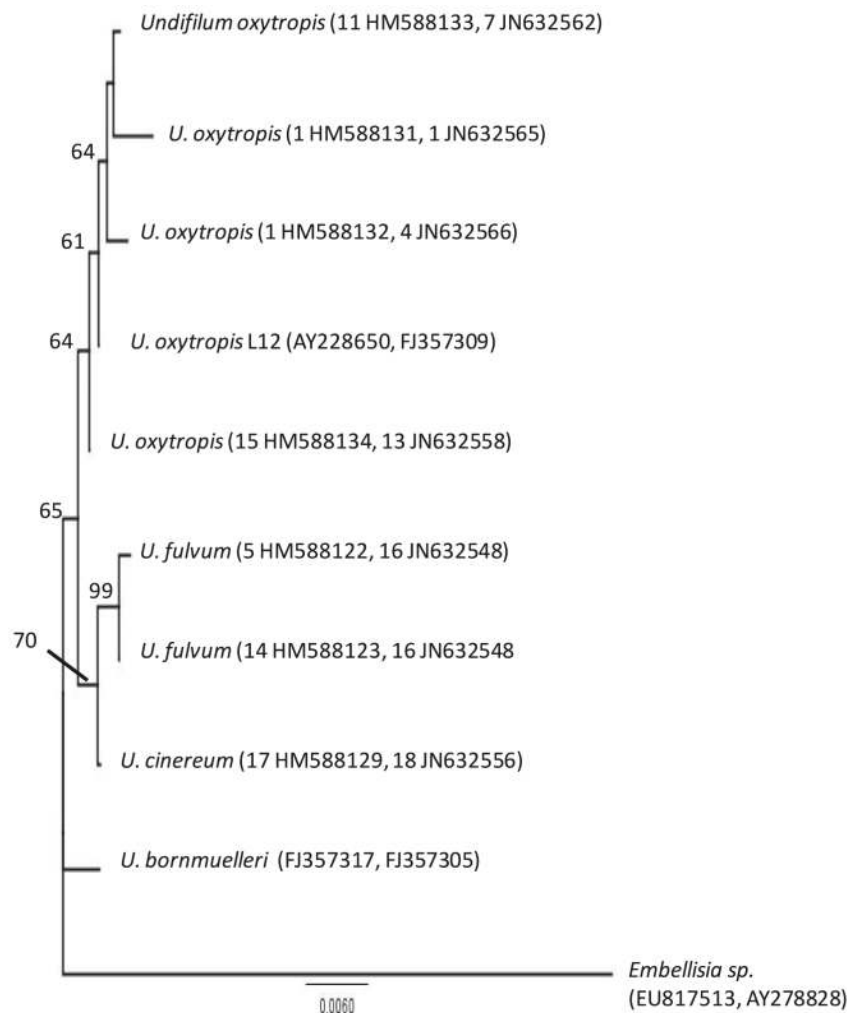 Undifilum oxytropis (11 HM588133, 7 JN632562)
U. oxytropis (1 HM588131, 1 JN632565)
64
U. oxytropis (1 HM588132, 4 JN632566)
61
64
U. oxytropis L12 (AY228650, FJ357309)
U. oxytropis (15 HM588134, 13 JN632558)
65
U. fulvum (5 HM588122, 16 JN632548)
99
70
U. fulvum (14 HM588123, 16 JN632548
U. cinereum (17 HM588129, 18 JN632556)
U. bornmuelleri (FJ357317, FJ357305)
Embellisia sp.
(EU817513, AY278828)
0.0060